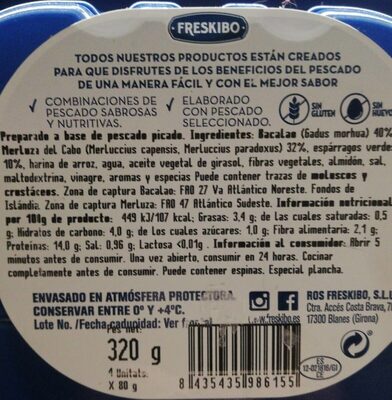 FRESKIBO
TODOS NUESTROS PRODUCTOS ESTÁN CREADOS
PARA QUE DISFRUTES DE LOS BENEFICIOS DEL PESCADO
DE UNA MANERA FÁCIL Y CON EL MEJOR SABOR
COMBINACIONES
DE PESCADO SABROSAS
Y NUTRITIVAS.
ELABORADO
CON PESCADO
SELECCIONADO.
SIN
GLUTEN
SIN
HUEVO
Preparado a base de pescado picado. Ingredientes: Bacalao (Gadus morhua) 40%
Merluza del Cabo (Merluccius capensis, Merluccius paradoxus) 32%, espárragos verdes
10%, harina de arroz, agua, aceite vegetal de girasol, fibras vegetales, almidón, sal,
maltodextrina, vinagre, aromas y especias Puede contener trazas de moluscos y
crustáceos. Zona de captura Bacalao: FAO 27 Va Atlántico Noreste. Fondos de
Islandia. Zona de captura Merluza: FAO 47 Atlántico Sudeste. Información nutricional
por 100g de producto: 449 kJ/107 kcal; Grasas: 3,4 g; de las cuales saturadas: 0,5
g; Hidratos de carbono: 4,0 g; de los cuales azúcares: 1,0 g; Fibra alimentaria: 2,1 g;
Proteínas: 14,0 g; Sal: 0,96 g; Lactosa <0,01g . Información al consumidor: Abrir 5
minutos antes de consumir. Una vez abierto, consumir en 24 horas. Cocinar
completamente antes de consumir. Puede contener espinas. Especial plancha.
ENVASADO EN ATMÓSFERA PROTECTORA.
CONSERVAR ENTRE 0º Y +4ºC.
Lote No. /Fecha caducidad: Ver
Pes net:
320 g
4 Unitats
X 80 g
.freskibo.es
ROS FRESKIBO, S.L.
Ctra. Accés Costa Brava,
17300 Blanes (Girona)
ES
CE
8 435435 986155